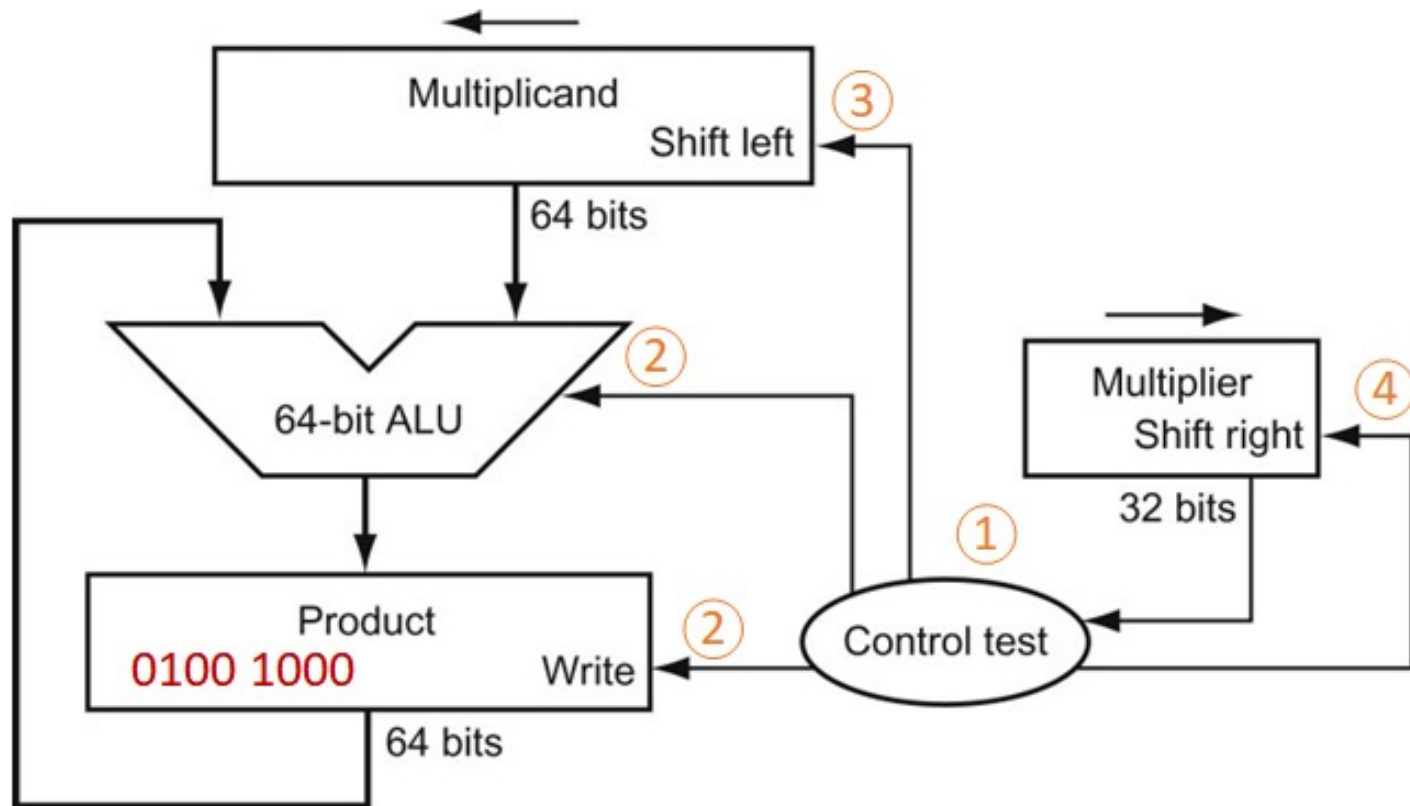 Multiplicand
③
Shift left
64 bits
②
64-bit ALU
Multiplier
④
Shift right
32 bits
①
Product
②
Control test
0100 1000
Write
64 bits